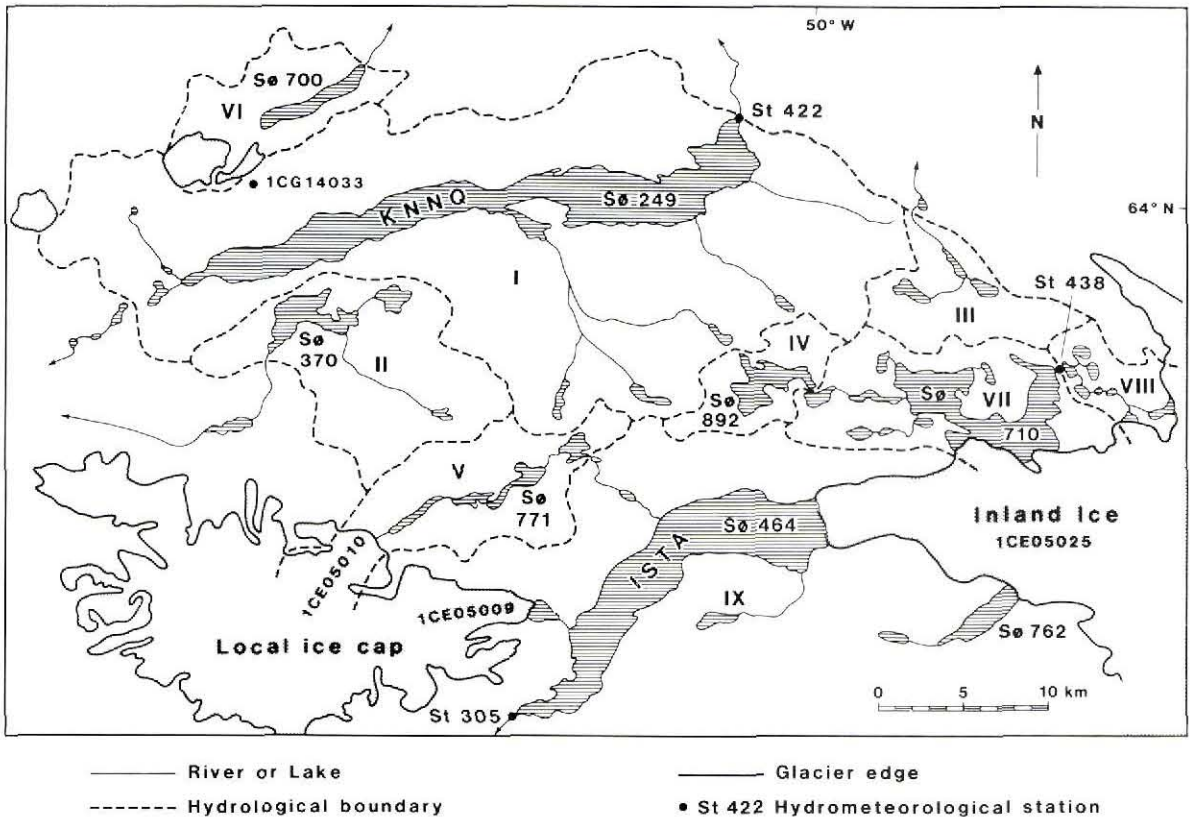 50° W
Sø 700
VI
St 422
N
1CG14033
KNNQ
Sø 249
64° N
I
St 438
III
Sø 370
II
IV
Sø 892
Sø 710
VII
VIII
V
Sø 771
Sø 464
Inland Ice
1CE05025
ISTA
1CE05010
1CE05009
IX
Sø 762
Local ice cap
St 305
0 5 10 km
River or Lake
Glacier edge
Hydrological boundary
St 422 Hydrometeorological station